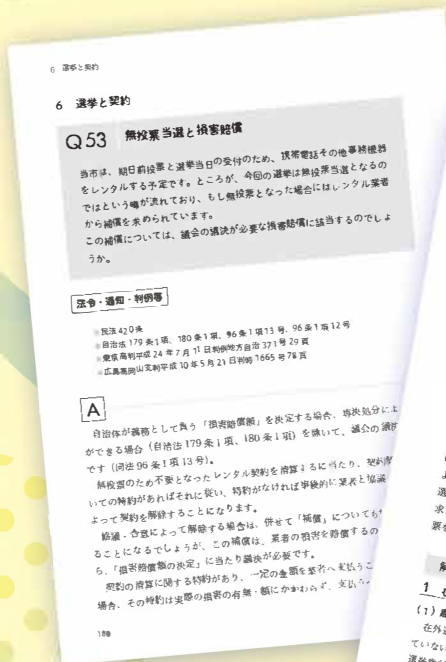 6 選挙と契約
6 選挙と契約
Q53 無投票当選と損害賠償
当市は、期日前投票と選挙当日の受付のため、携帯電話その他事務機器
をレンタルする予定です。ところが、今回の選挙は無投票当選となるの
ではという噂が流れており、もし無投票となった場合にはレンタル業者
から補償を求められています。
この補償については、議会の議決が必要な損害賠償に該当するのでしょ
うか。
法令・通知・判例等
民法420条
自治法179条1項、180条1項、96条1項13号、96条1項12号
東京高判平成24年7月11日判例地方自治371号29頁
広島高岡山支判平成10年5月21日判時1665号78頁
A
自治体が義務として負う「損害賠償額」を決定する場合、専決処分に
ができる場合(自治法179条1項、180条1項)を除いて、議会の議決
です(同法96条1項13号)。
無投票のため不要となったレンタル契約を清算するに当たり、契約
いての特約があればそれに従い、特約がなければ事後的に業者と協議
よって契約を解除することになります。
協議・合意によって解除する場合は、併せて「補償」についても
ることになるでしょうが、この補償は、業者の損害を賠償するの
ら、「損害賠償額の決定」に当たり議決が必要です。
契約の清算に関する特約があり、一定の金額を業者へ支払うこ
場合、その特約は実際の損害の有無・額にかかわらず、支払
180
よ
選
求
票を
解
1 在
(1)
在外
ていない
選挙